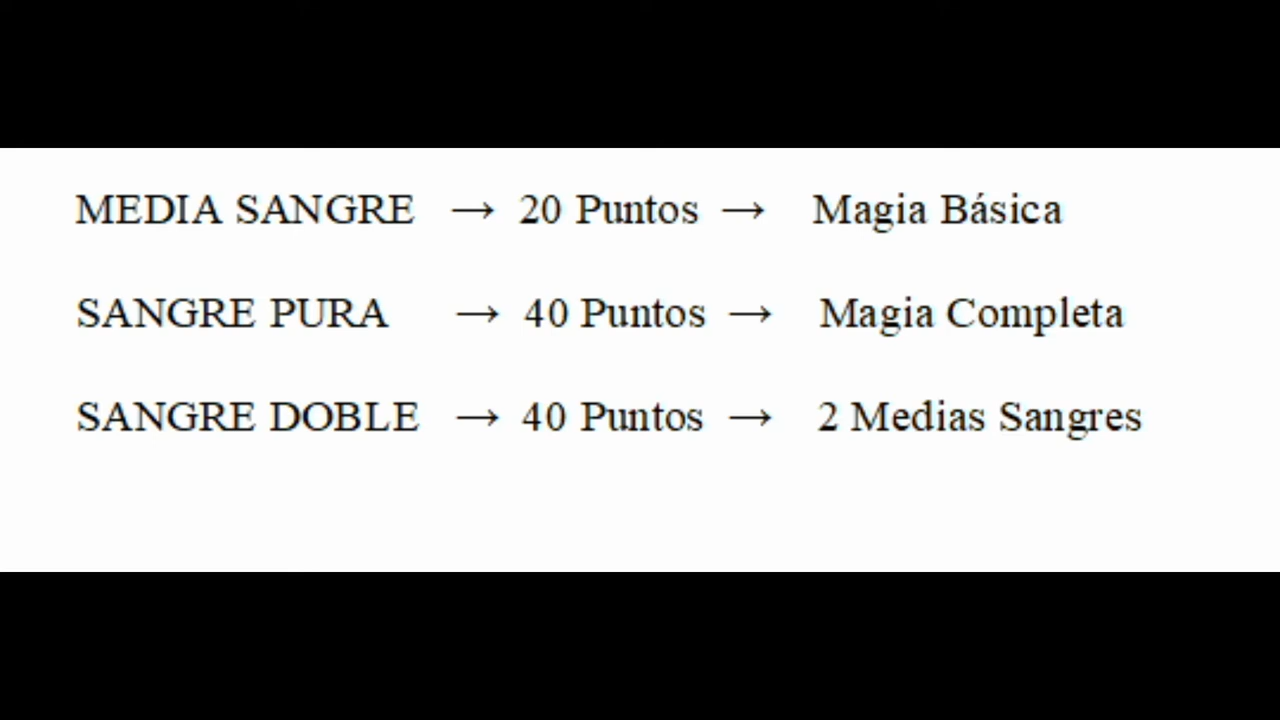 MEDIA SANGRE → 20 Puntos → Magia Básica
SANGRE PURA → 40 Puntos → Magia Completa
SANGRE DOBLE → 40 Puntos → 2 Medias Sangres